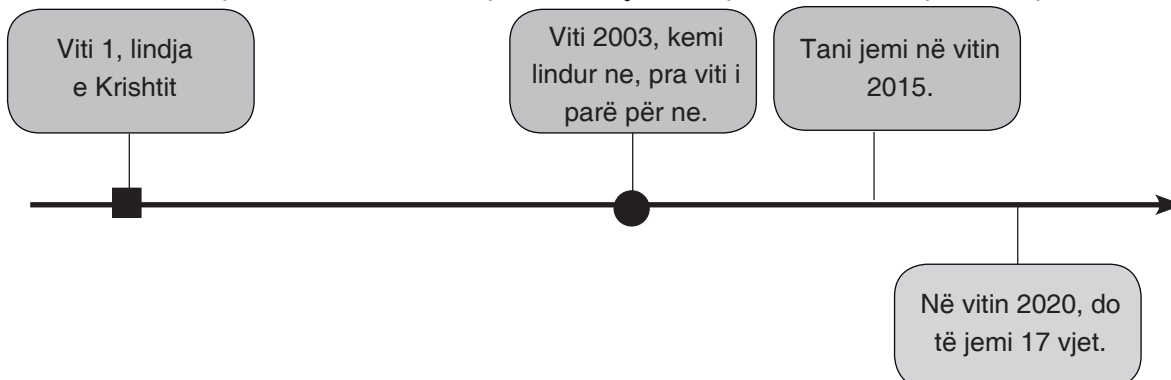 Viti 1, lindja
e Krishtit
Viti 2003, kemi
lindur ne, pra viti i
parë për ne.
Tani jemi në vitin
2015.
Në vitin 2020, do
të jemi 17 vjet.